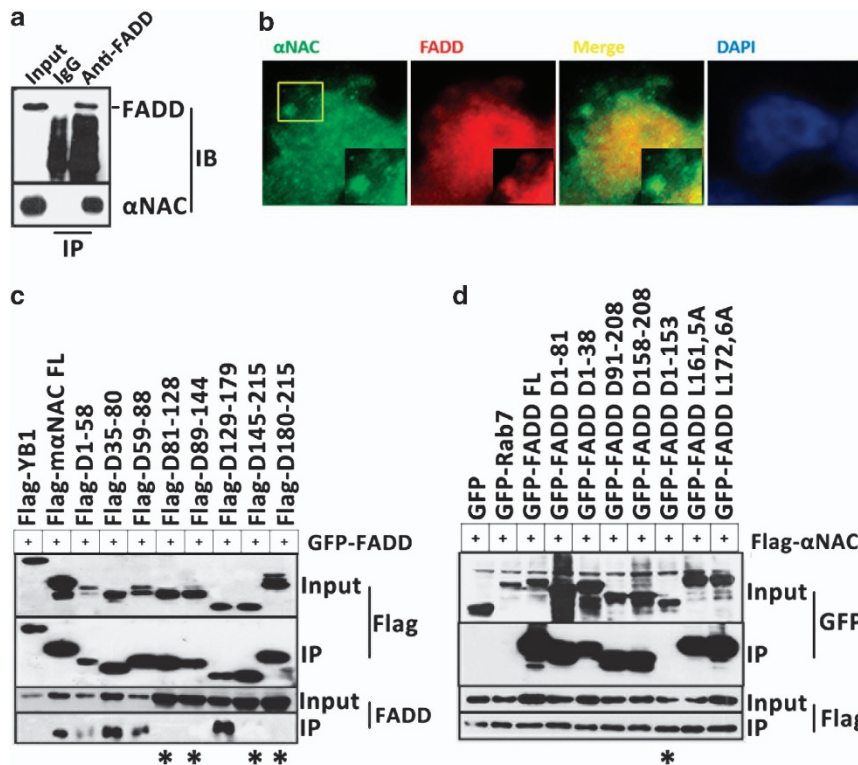 a
Input
IgG
Anti-FADD
FADD
IB
αNAC
IP
b
αNAC FADD Merge DAPI
c
Flag-YB1
Flag-mαNAC FL
Flag-D1-58
Flag-D35-80
Flag-D59-88
Flag-D81-128
Flag-D89-144
Flag-D129-179
Flag-D145-215
Flag-D180-215
+ + + + + + + + + + GFP-FADD
Input
Flag
IP
Input
FADD
IP
* * * *
d
GFP
GFP-Rab7
GFP-FADD FL
GFP-FADD D1-81
GFP-FADD D1-38
GFP-FADD D91-208
GFP-FADD D158-208
GFP-FADD D1-153
GFP-FADD L161,5A
GFP-FADD L172,6A
+ + + + + + + + + + Flag-αNAC
Input
GFP
IP
Input
Flag
IP
*